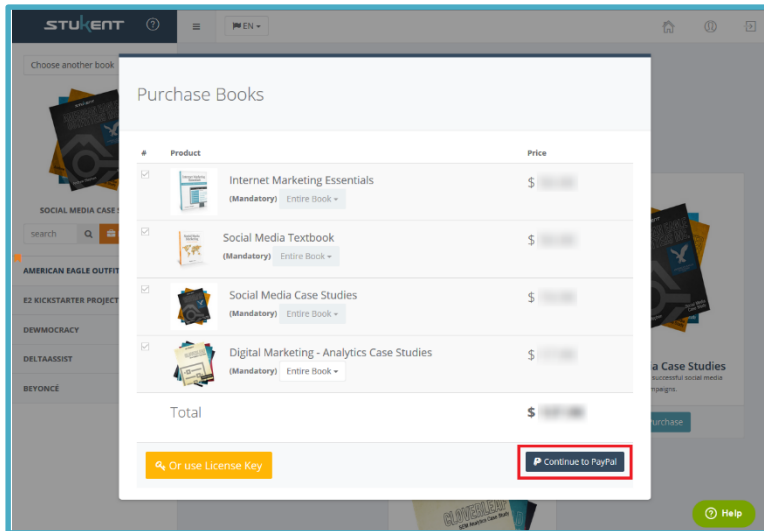 STUKENT
EN
Choose another book
SOCIAL MEDIA CASE
search
AMERICAN EAGLE OUTFIT
E2 KICKSTARTER PROJECT
DEWMOCRACY
DELTAASSIST
BEYONCÉ
Purchase Books
# Product Price
Internet Marketing Essentials
(Mandatory) Entire Book
$
Social Media Textbook
(Mandatory) Entire Book
$
Social Media Case Studies
(Mandatory) Entire Book
$
Digital Marketing - Analytics Case Studies
(Mandatory) Entire Book
$
Total $
Or use License Key
Continue to PayPal
a Case Studies
successful social media
mpaigns.
urchase
CLOVERLEAF
Help